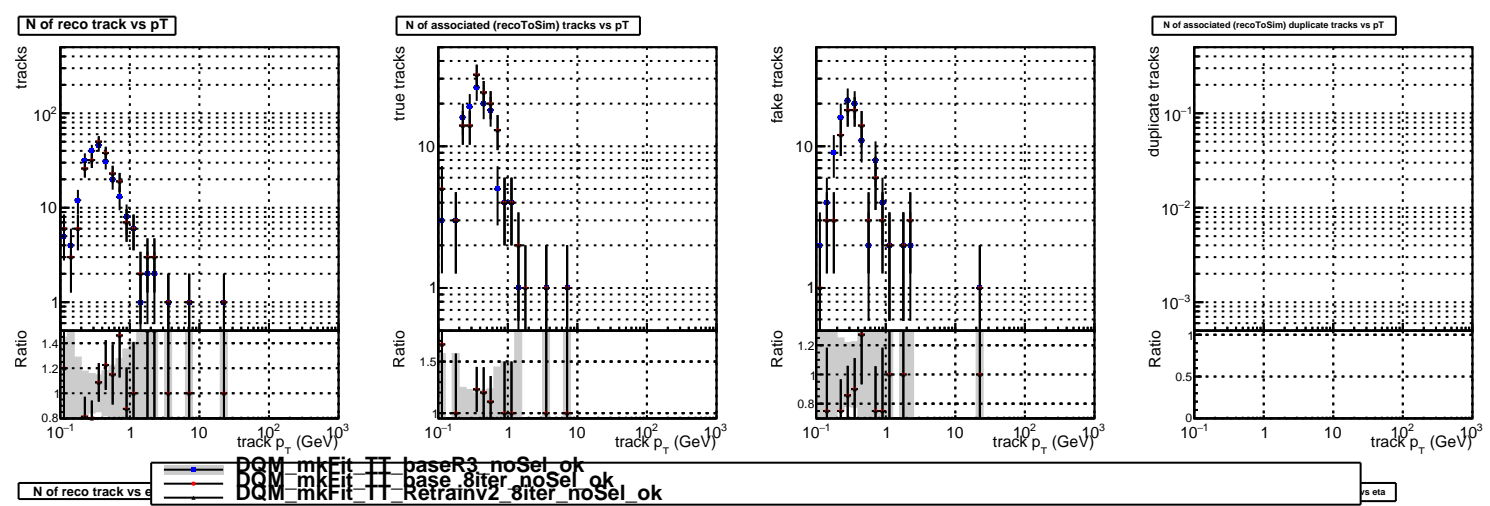 N of reco track vs pT
N of associated (recoToSim) tracks vs pT
N of associated (recoToSim) duplicate tracks vs pT
tracks
10²
10
1
Ratio
1.4
1.2
1
0.8
10⁻¹ 1 10 10² 10³
track p_T (GeV)
true tracks
10
1
Ratio
1.5
1
10⁻¹ 1 10 10² 10³
track p_T (GeV)
fake tracks
10
1
Ratio
1.2
1
0.8
10⁻¹ 1 10 10² 10³
track p_T (GeV)
duplicate tracks
10⁻¹
10⁻²
10⁻³
Ratio
1
0.5
0
10⁻¹ 1 10 10² 10³
track p_T (GeV)
DQM_mkFit_TT_baseR3_noSel_ok
DQM_mkFit_TT_base_8iter_noSel_ok
DQM_mkFit_TT_Retrainv2_8iter_noSel_ok
N of reco track vs e
vs eta